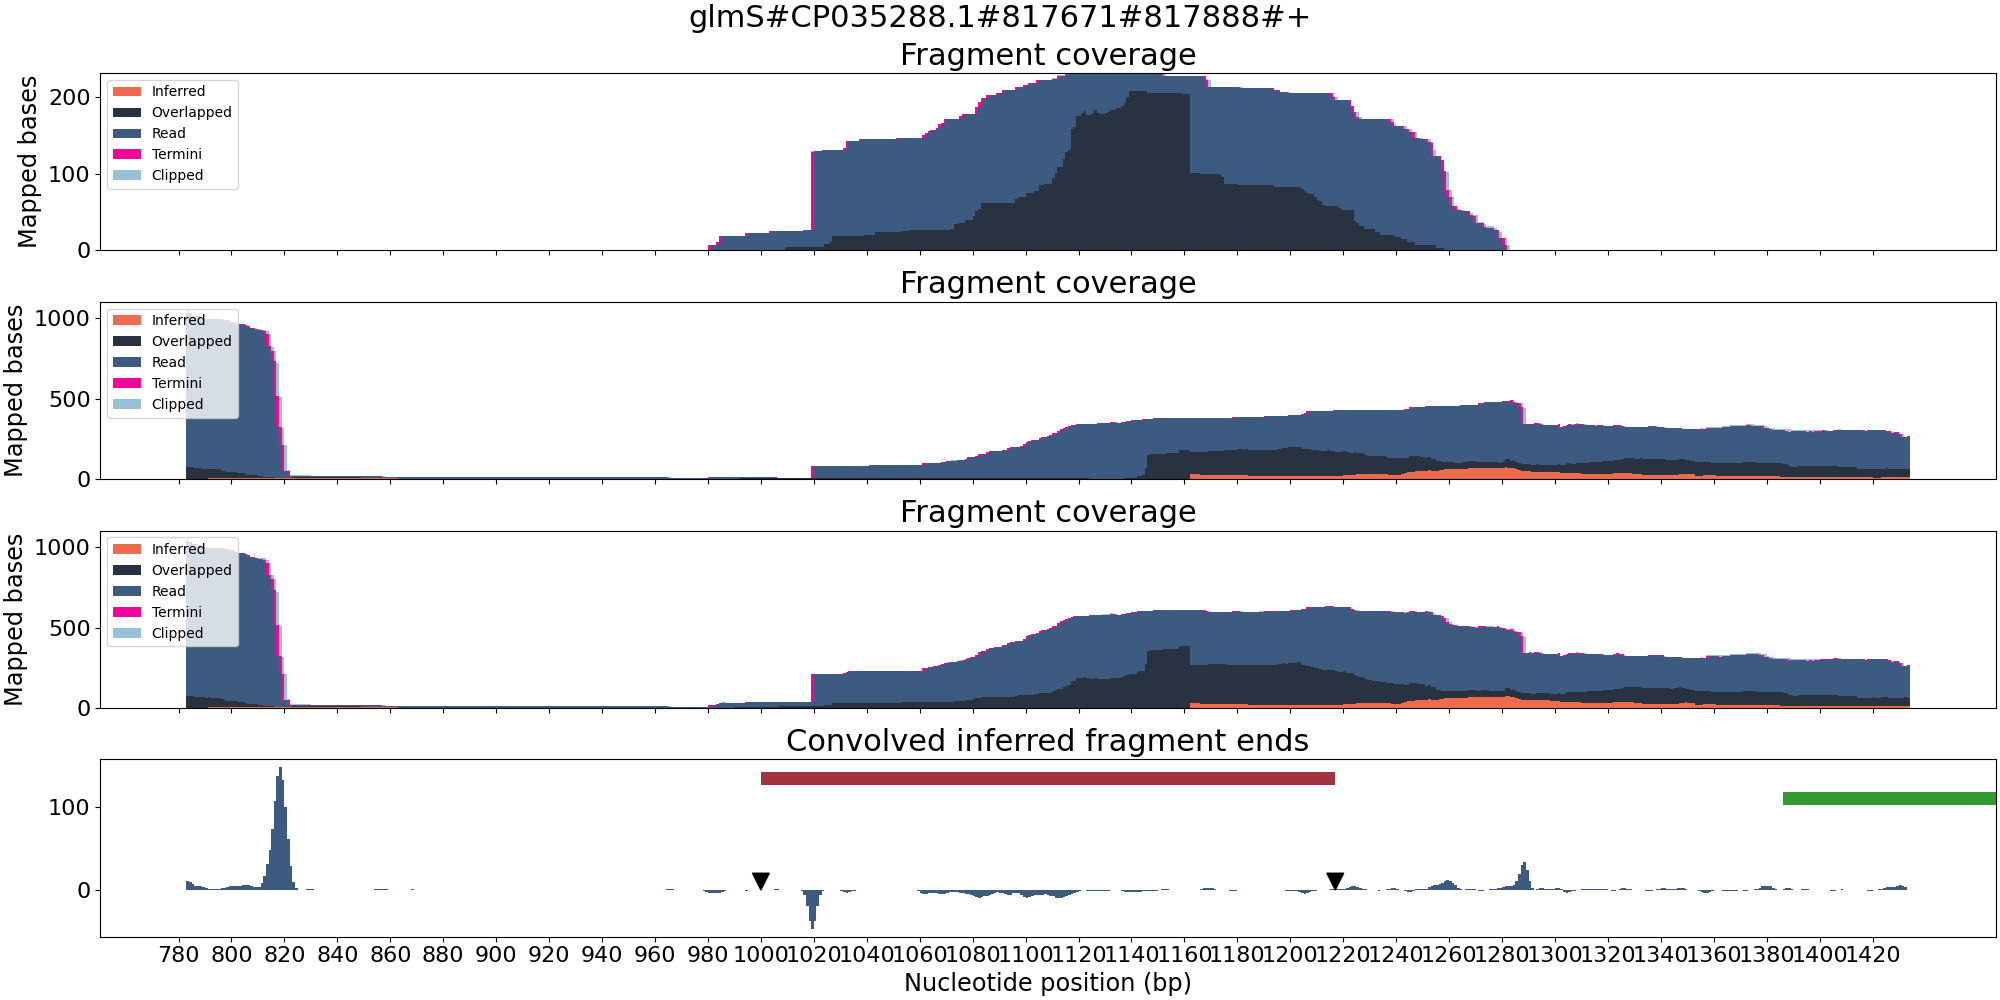 glmS#CP035288.1#817671#817888#+
Fragment coverage
Mapped bases
200
100
0
Inferred
Overlapped
Read
Termini
Clipped
Fragment coverage
Mapped bases
1000
500
0
Inferred
Overlapped
Read
Termini
Clipped
Fragment coverage
Mapped bases
1000
500
0
Inferred
Overlapped
Read
Termini
Clipped
Convolved inferred fragment ends
100
0
780 800 820 840 860 880 900 920 940 960 980 1000 1020 1040 1060 1080 1100 1120 1140 1160 1180 1200 1220 1240 1260 1280 1300 1320 1340 1360 1380 1400 1420
Nucleotide position (bp)